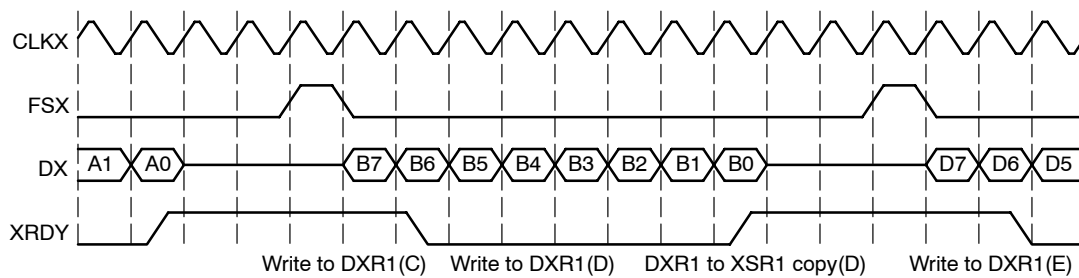 CLKX
FSX
DX A1 A0 B7 B6 B5 B4 B3 B2 B1 B0 D7 D6 D5
XRDY
Write to DXR1(C) Write to DXR1(D) DXR1 to XSR1 copy(D) Write to DXR1(E)